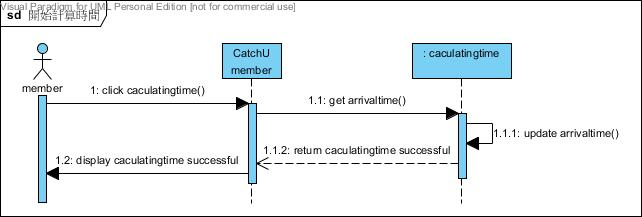 Visual Paradigm for UML Personal Edition [not for commercial use]
sd 開始計算時間
CatchU
member
: caculatingtime
member
1: click caculatingtime()
1.1: get arrivaltime()
1.1.1: update arrivaltime()
1.1.2: return caculatingtime successful
1.2: display caculatingtime successful